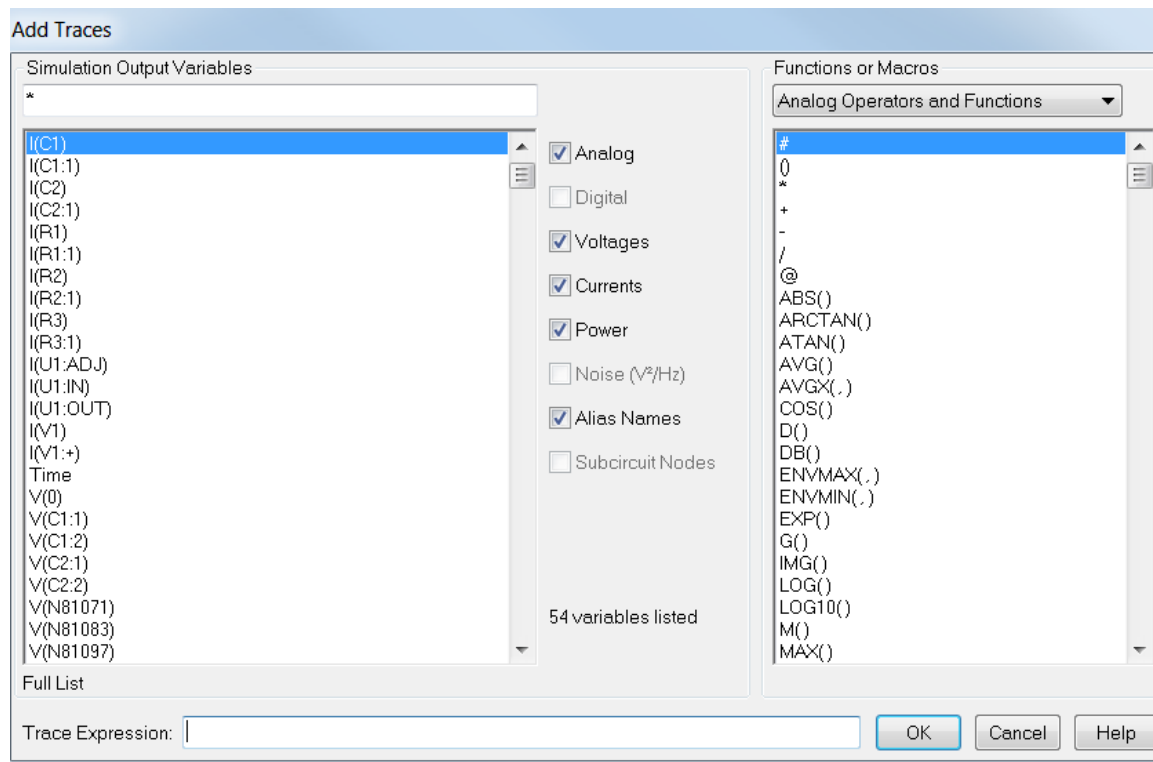 Add Traces
Simulation Output Variables
*
I(C1)
I(C1:1)
I(C2)
I(C2:1)
I(R1)
I(R1:1)
I(R2)
I(R2:1)
I(R3)
I(R3:1)
I(U1:ADJ)
I(U1:IN)
I(U1:OUT)
I(V1)
I(V1:+)
Time
V(0)
V(C1:1)
V(C1:2)
V(C2:1)
V(C2:2)
V(N81071)
V(N81083)
V(N81097)
Full List
Analog
Digital
Voltages
Currents
Power
Noise (V²/Hz)
Alias Names
Subcircuit Nodes
54 variables listed
Functions or Macros
Analog Operators and Functions
#
()
*
+
-
/
@
ABS()
ARCTAN()
ATAN()
AVG()
AVGX(,)
COS()
D()
DB()
ENVMAX(,)
ENVMIN(,)
EXP()
G()
IMG()
LOG()
LOG10()
M()
MAX()
Trace Expression:
OK
Cancel
Help